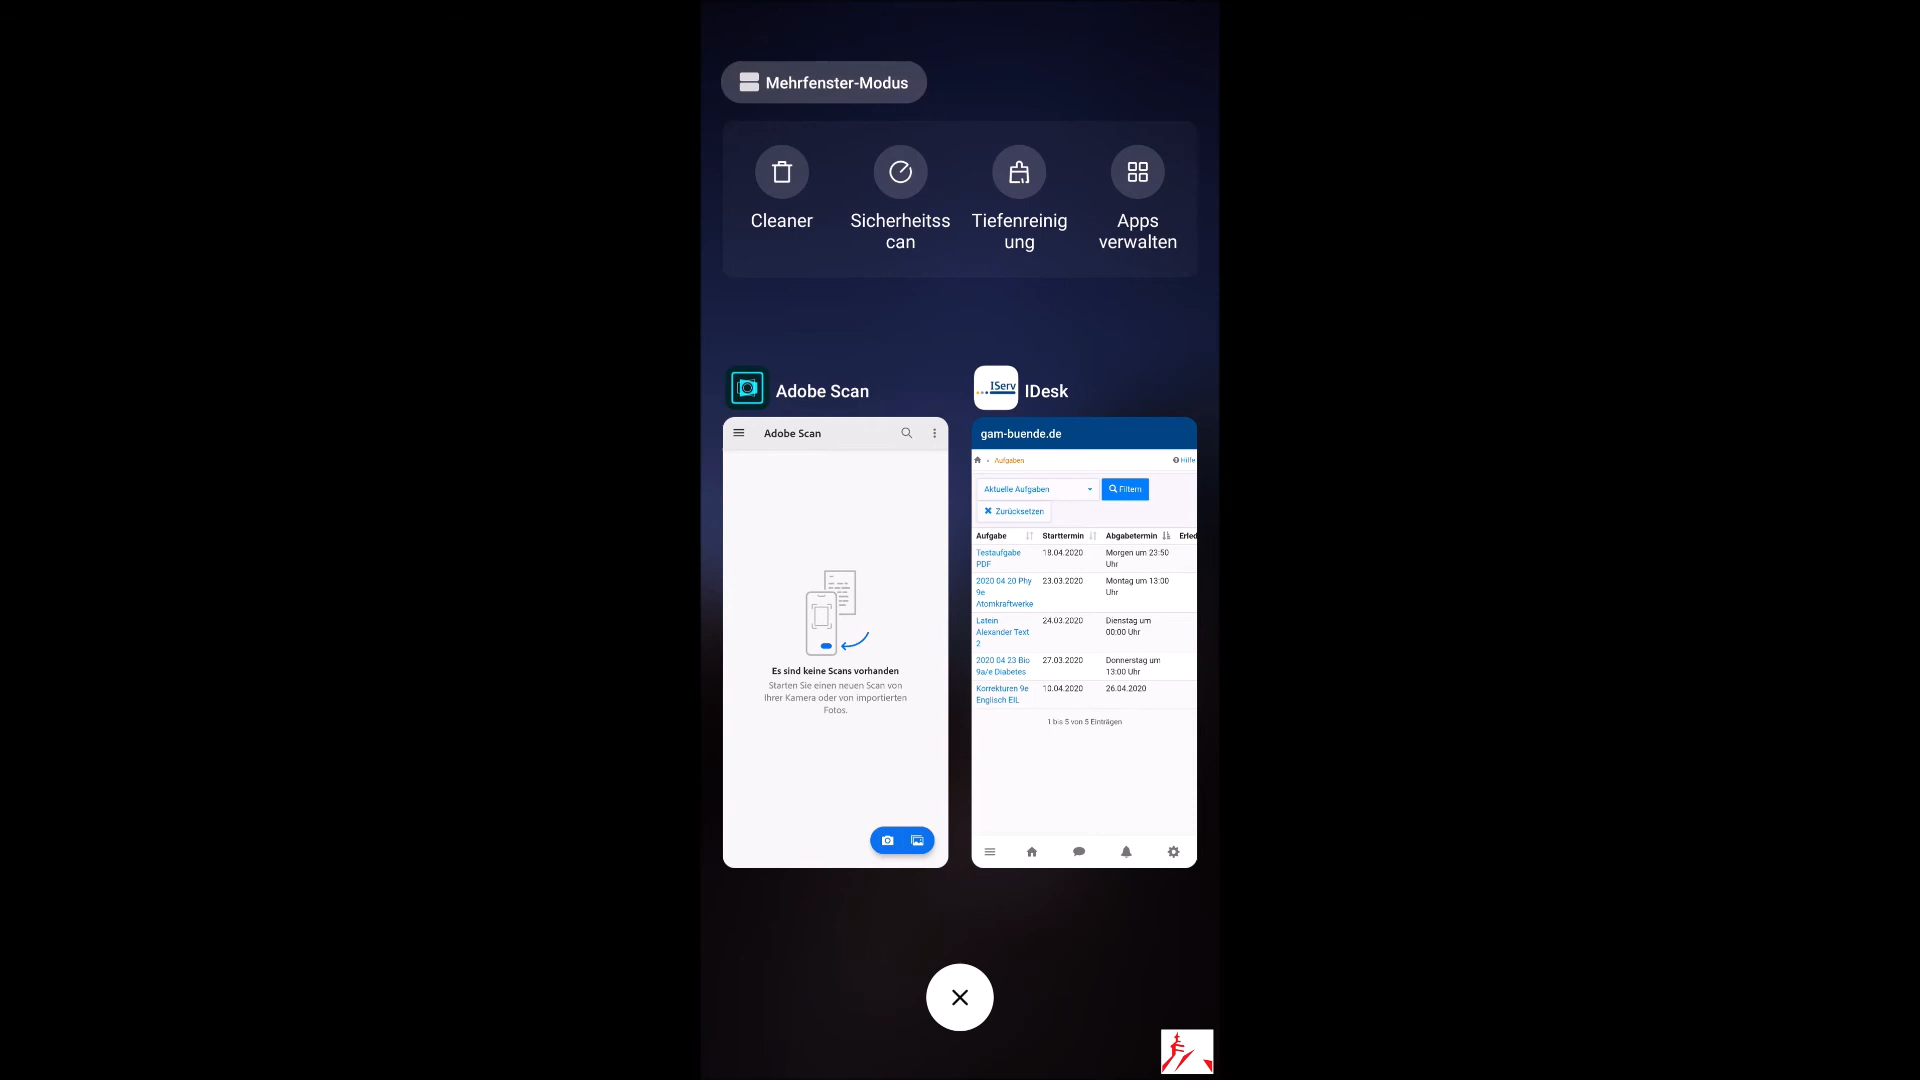 Mehrfenster-Modus
Cleaner
Sicherheitss
can
Tiefenreinig
ung
Apps
verwalten
Adobe Scan
Adobe Scan
Es sind keine Scans vorhanden
Starten Sie einen neuen Scan von
Ihrer Kamera oder von importierten
Fotos.
IServ
IDesk
gam-buende.de
Aufgaben
Hilfe
Aktuelle Aufgaben
Filtern
Zurücksetzen
Aufgabe Starttermin Abgabetermin Erled
Testaufgabe 18.04.2020 Morgen um 23:50
PDF Uhr
2020 04 20 Phy 23.03.2020 Montag um 13:00
9e Uhr
Atomkraftwerke
Latein 24.03.2020 Dienstag um
Alexander Text 00:00 Uhr
2
2020 04 23 Bio 27.03.2020 Donnerstag um
9a/e Diabetes 13:00 Uhr
Korrekturen 9e 10.04.2020 26.04.2020
Englisch EIL
1 bis 5 von 5 Einträgen